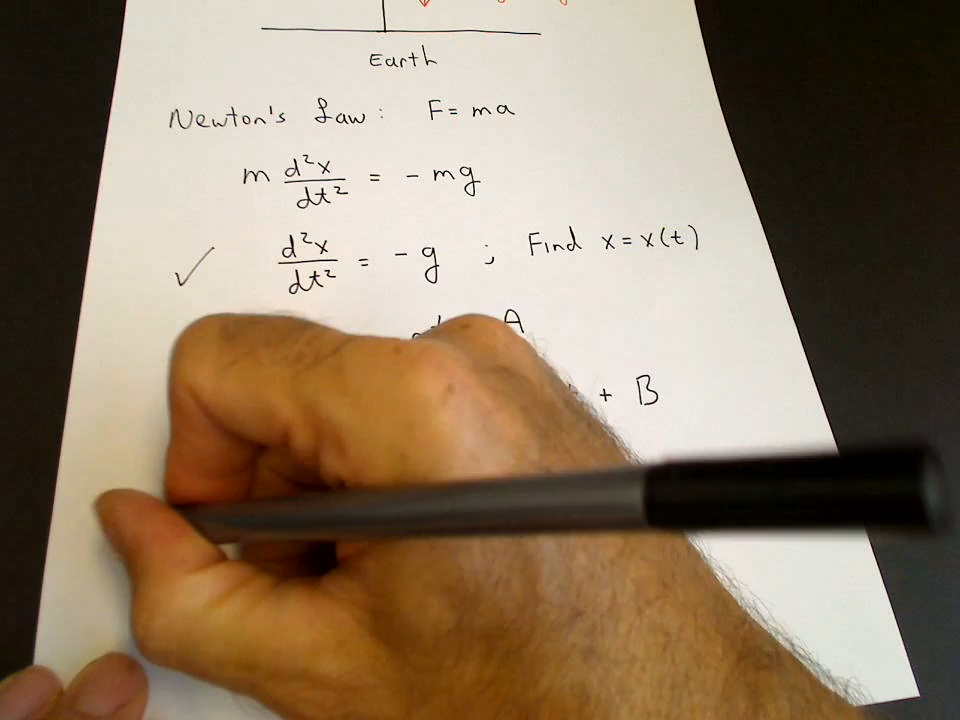 Earth
Newton's Law: F = ma
m d²x/dt² = - mg
d²x/dt² = - g ; Find x = x(t)
A
+ B